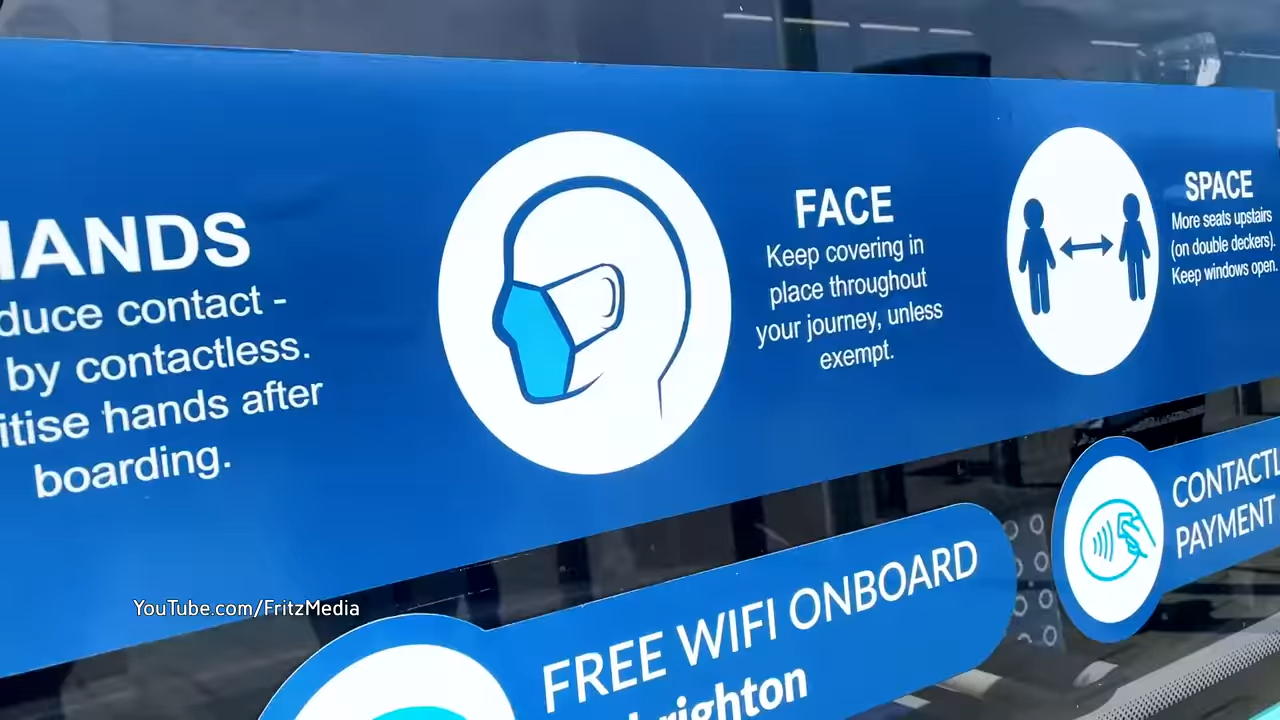 HANDS
duce contact -
by contactless.
itise hands after
boarding.
FACE
Keep covering in
place throughout
your journey, unless
exempt.
SPACE
More seats upstairs
(on double deckers).
Keep windows open.
CONTACTL
PAYMENT
FREE WIFI ONBOARD
brighton
YouTube.com/FritzMedia